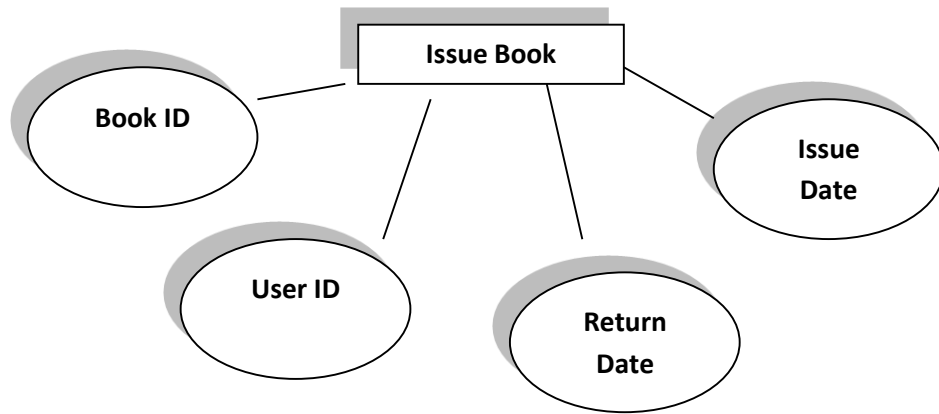 Issue Book
Book ID
Issue
Date
User ID
Return
Date